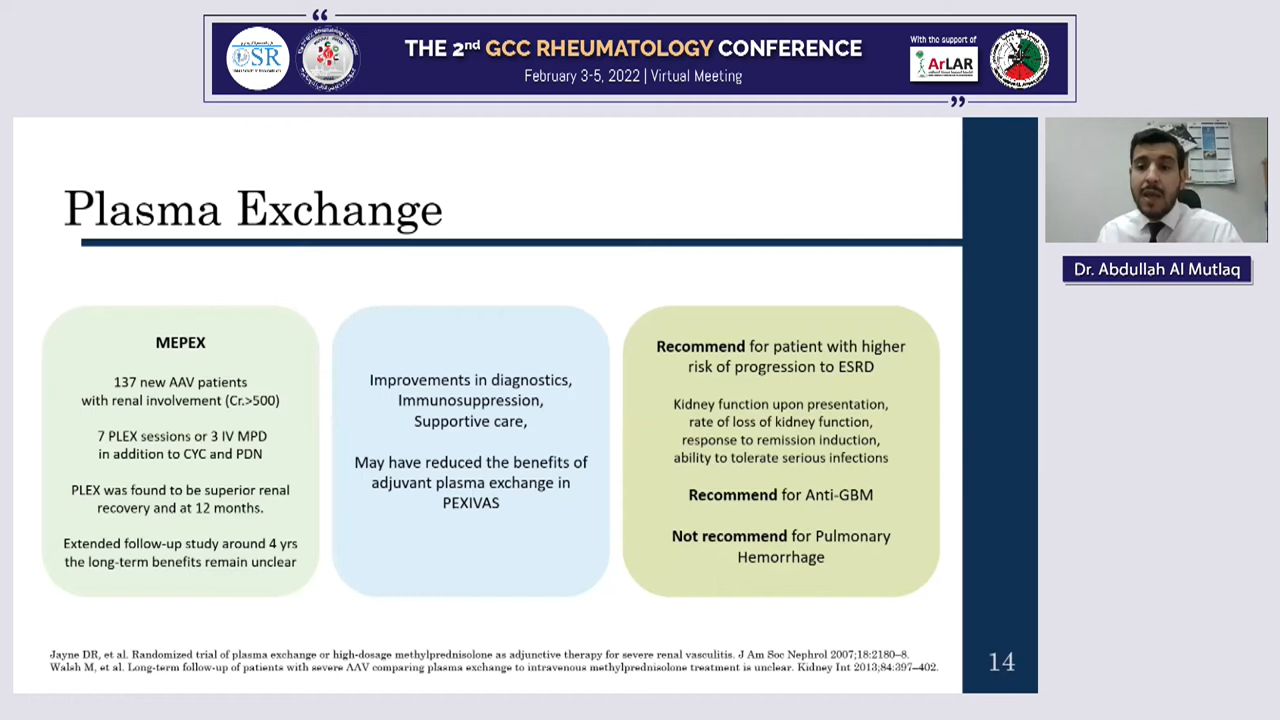 THE 2nd GCC RHEUMATOLOGY CONFERENCE
February 3-5, 2022 | Virtual Meeting
With the support of
OSR
ArLAR
Plasma Exchange
Dr. Abdullah Al Mutlaq
MEPEX
137 new AAV patients
with renal involvement (Cr.>500)
7 PLEX sessions or 3 IV MPD
in addition to CYC and PDN
PLEX was found to be superior renal
recovery and at 12 months.
Extended follow-up study around 4 yrs
the long-term benefits remain unclear
Improvements in diagnostics,
Immunosuppression,
Supportive care,
May have reduced the benefits of
adjuvant plasma exchange in
PEXIVAS
Recommend for patient with higher
risk of progression to ESRD
Kidney function upon presentation,
rate of loss of kidney function,
response to remission induction,
ability to tolerate serious infections
Recommend for Anti-GBM
Not recommend for Pulmonary
Hemorrhage
Jayne DR, et al. Randomized trial of plasma exchange or high-dosage methylprednisolone as adjunctive therapy for severe renal vasculitis. J Am Soc Nephrol 2007;18:2180–8.
Walsh M, et al. Long-term follow-up of patients with severe AAV comparing plasma exchange to intravenous methylprednisolone treatment is unclear. Kidney Int 2013;84:397–402.
14